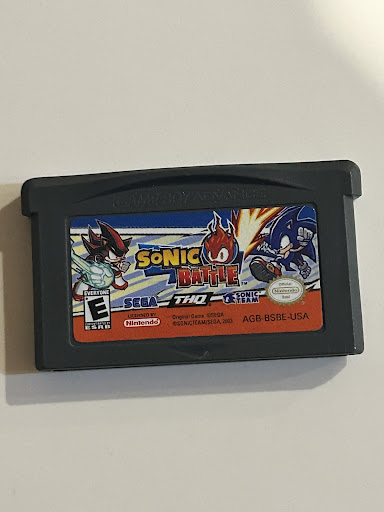 GAME BOY ADVANCE
SONIC
BATTLE
™
EVERYONE
E
ESRB
SEGA
THQ
SONIC
TEAM
LICENSED BY
Nintendo
Original Game ©SEGA
©SONICTEAM/SEGA, 2003
Official
Nintendo
Seal
AGB-BSBE-USA